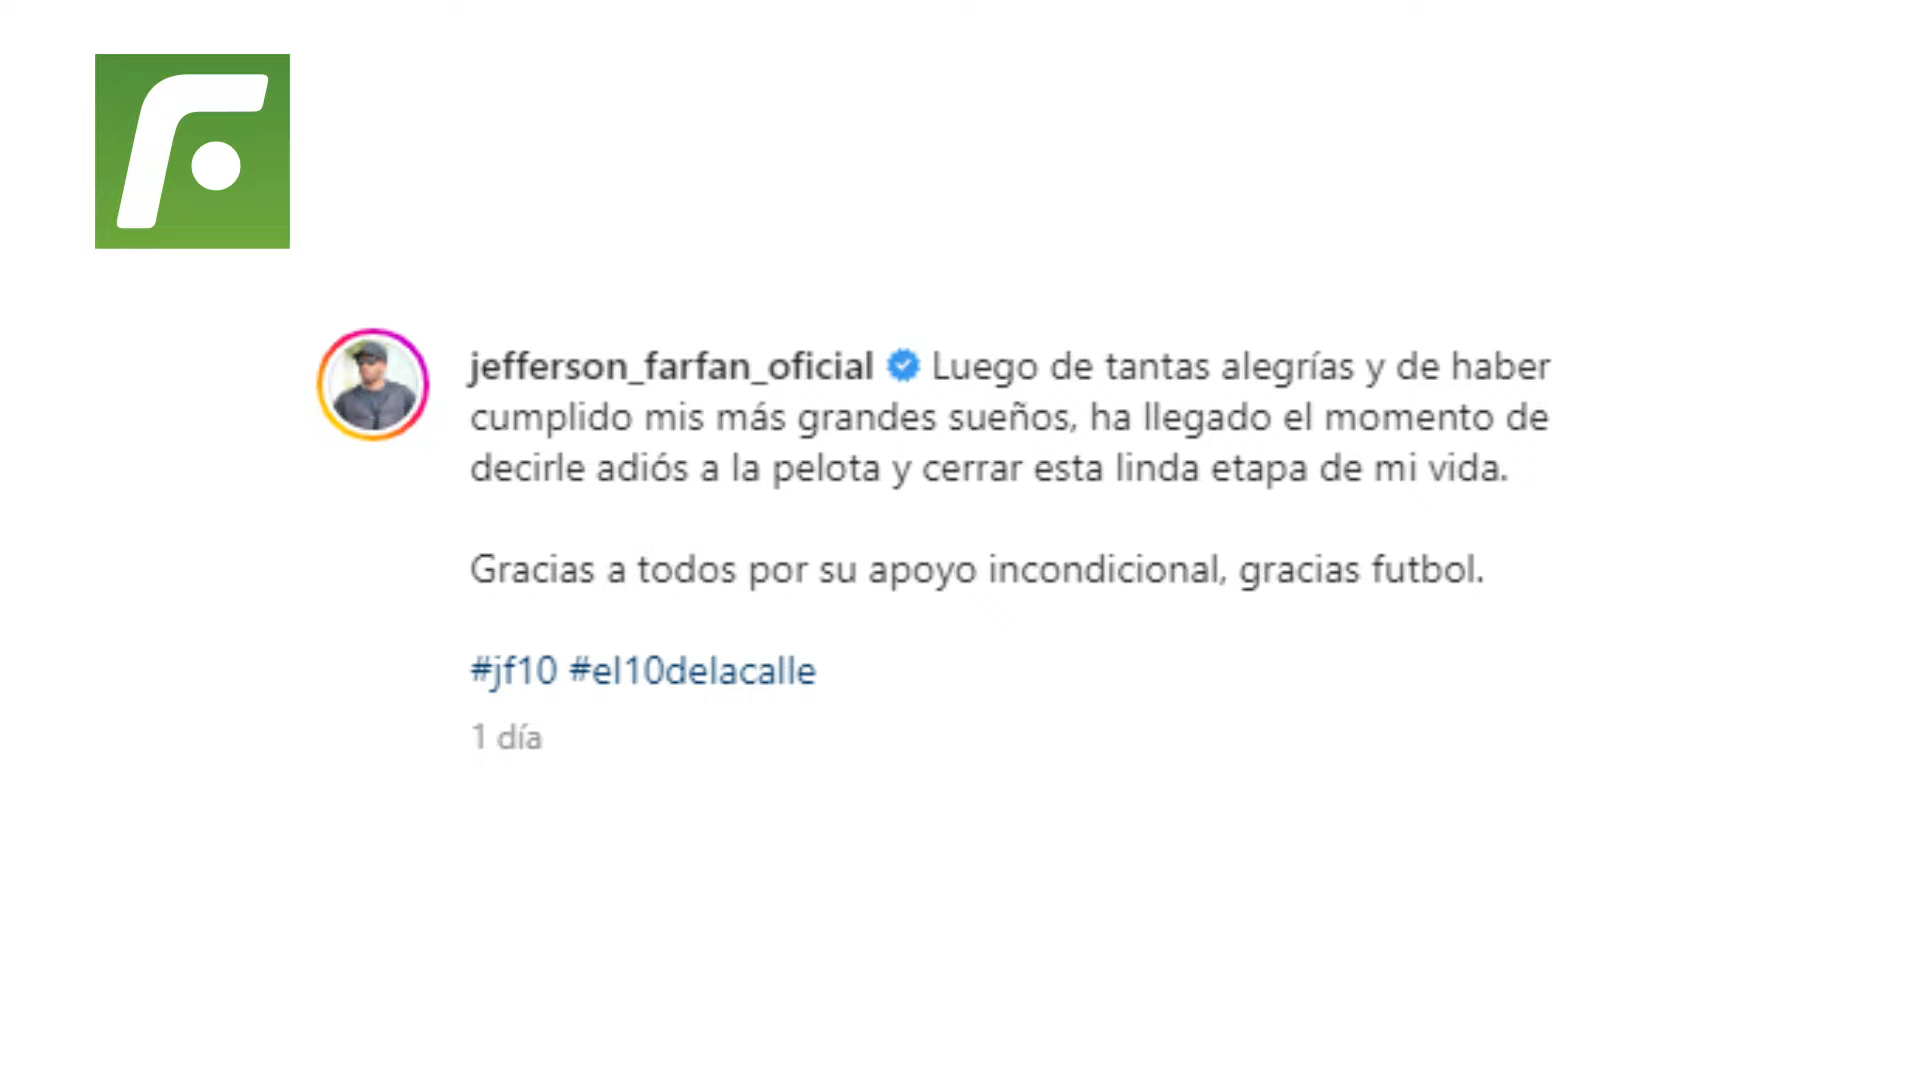 jefferson_farfan_oficial Luego de tantas alegrías y de haber
cumplido mis más grandes sueños, ha llegado el momento de
decirle adiós a la pelota y cerrar esta linda etapa de mi vida.
Gracias a todos por su apoyo incondicional, gracias futbol.
#jf10 #el10delacalle
1 día